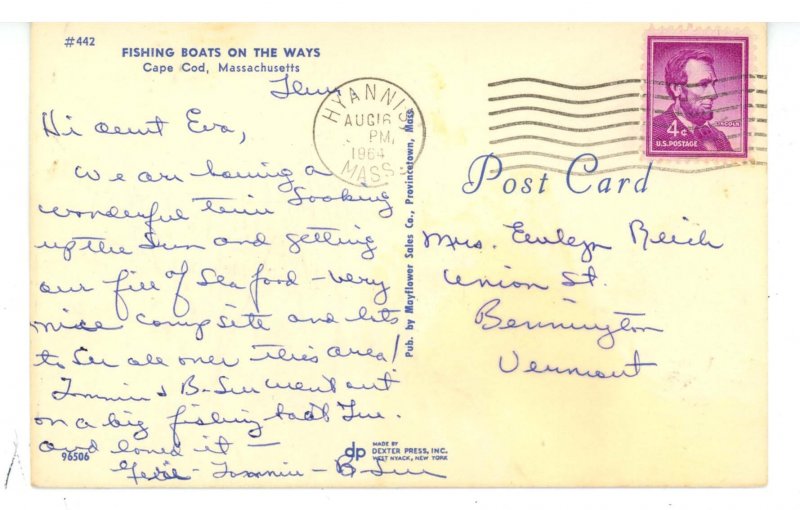 #442
FISHING BOATS ON THE WAYS
Cape Cod, Massachusetts
Hi aunt Eva,
We are having a
wonderful time Soaking
up the Sun and getting
our fill of Sea food - very
nice campsite and lots
to See all over this area!
Tommie & B-Sue went out
on a big fishing boat Tue.
and loved it -
- Tommie - B-Sue
96506
dp
MADE BY
DEXTER PRESS, INC.
WEST NYACK, NEW YORK
Pub. by Mayflower Sales Co., Provincetown, Mass.
HYANNIS
AUG 16
PM
1964
MASS.
LINCOLN
4¢
U.S. POSTAGE
Post Card
Mrs. Evelyn Reich
Union St.
Bennington
Vermont